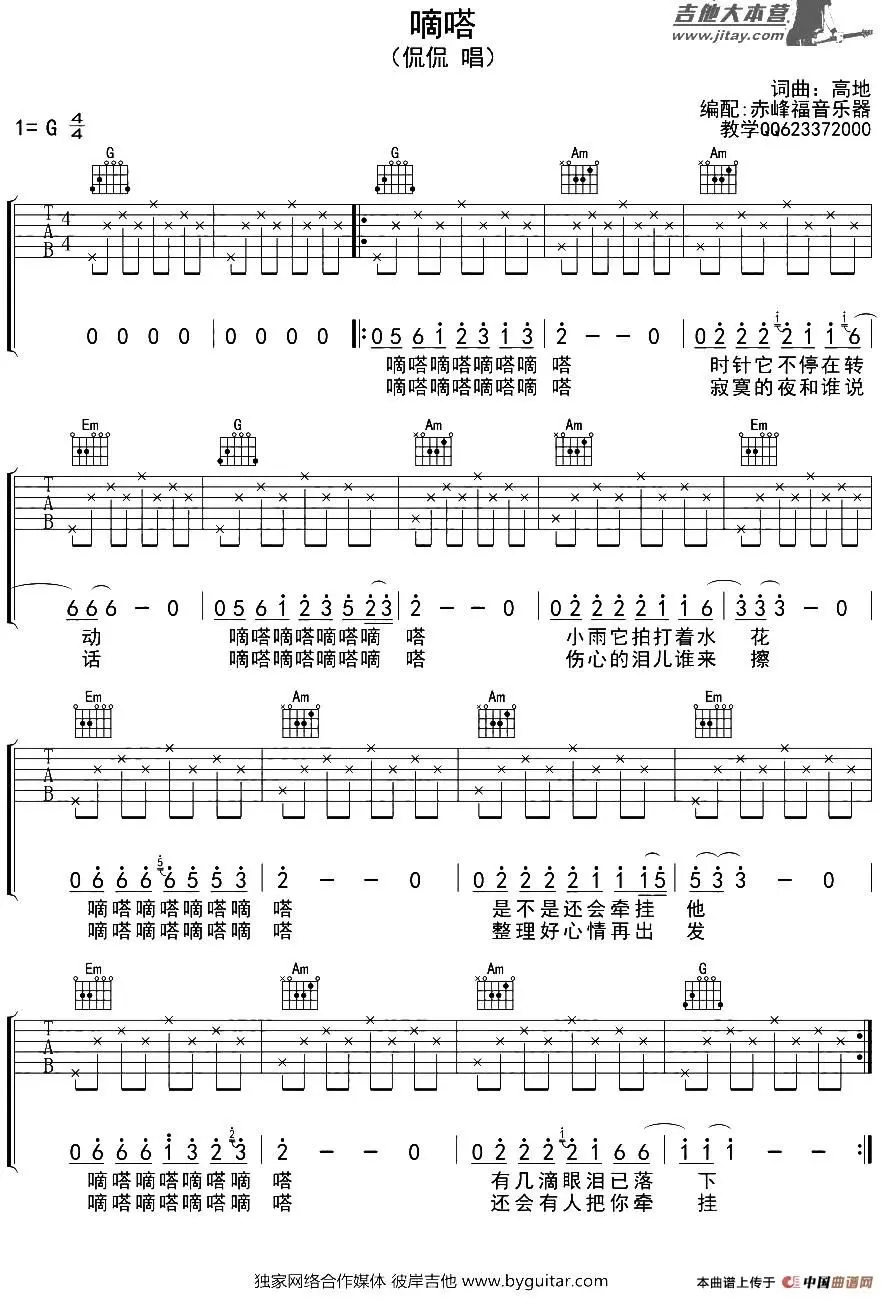 嘀嗒
(侃侃 唱)
吉他大本营
www.jitay.com
词曲：高地
编配:赤峰福音乐器
教学QQ623372000
1= G 4/4
G G Am Am
T A B 4 4
0 0 0 0 | 0 0 0 0 |: 0 5 6 1 2 3 1 3 | 2 — — 0 | 0 2 2 2 1 2 1 1 1 6
嘀嗒嘀嗒嘀嗒嘀 嗒 时针它不停在转
嘀嗒嘀嗒嘀嗒嘀 嗒 寂寞的夜和谁说
Em G Am Am Em
T A B
6 6 6 — 0 | 0 5 6 1 2 3 5 2 3 | 2 — — 0 | 0 2 2 2 2 1 1 6 | 3 3 3 — 0
动 嘀嗒嘀嗒嘀嗒嘀 嗒 小雨它拍打着水 花
话 嘀嗒嘀嗒嘀嗒嘀 嗒 伤心的泪儿谁来 擦
Em Am Am Em
T A B
0 6 6 6 5 6 5 5 3 | 2 — — 0 | 0 2 2 2 2 1 1 1 5 | 5 3 3 — 0
嘀嗒嘀嗒嘀嗒嘀 嗒 是不是还会牵挂 他
嘀嗒嘀嗒嘀嗒嘀 嗒 整理好心情再出 发
Em Am Am G
T A B
0 6 6 6 1 3 2 2 3 | 2 — — 0 | 0 2 2 2 1 2 1 6 6 | 1 1 1 — — :|
嘀嗒嘀嗒嘀嗒嘀 嗒 有几滴眼泪已落 下
嘀嗒嘀嗒嘀嗒嘀 嗒 还会有人把你牵 挂
独家网络合作媒体 彼岸吉他 www.byguitar.com
本曲谱上传于 中国曲谱网